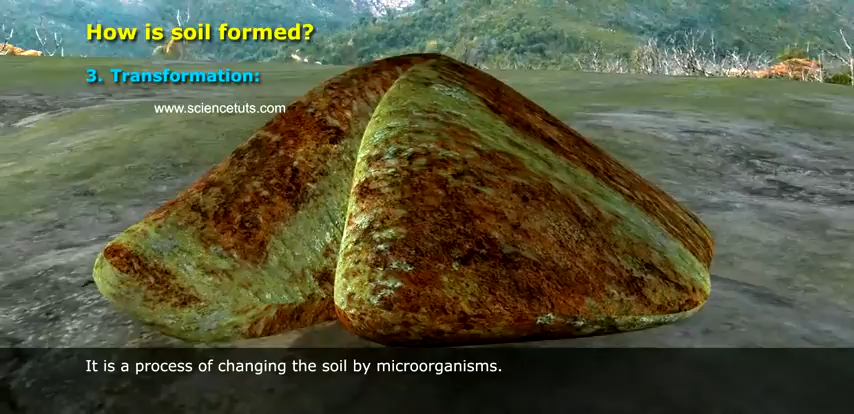 How is soil formed?
3. Transformation:
www.sciencetuts.com
It is a process of changing the soil by microorganisms.